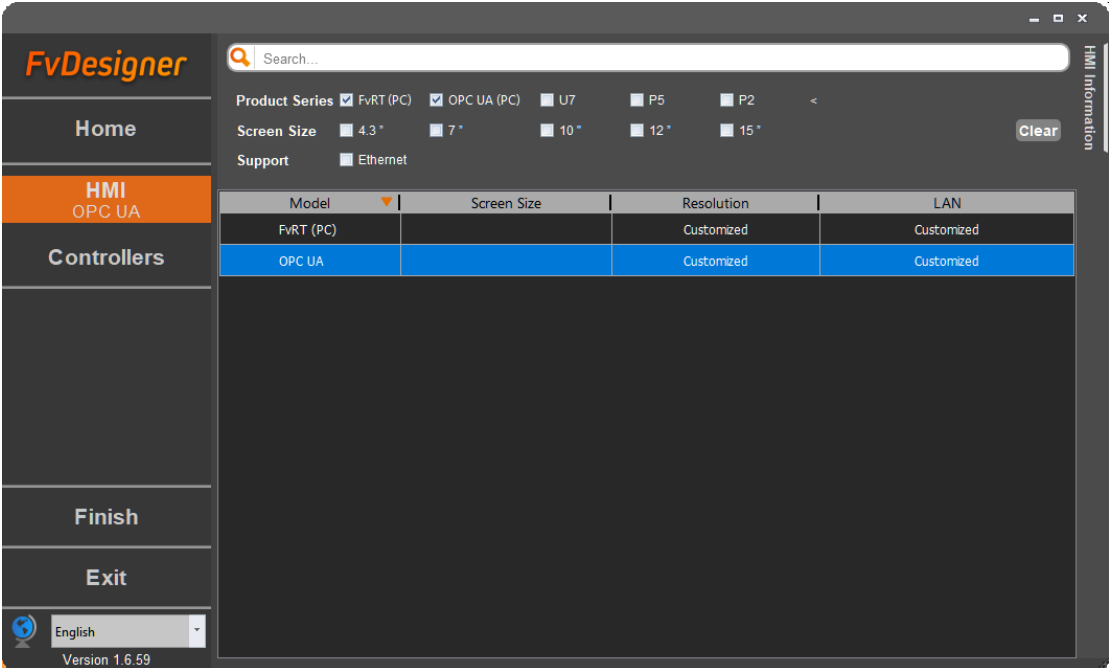 FvDesigner
Home
HMI
OPC UA
Controllers
Finish
Exit
English
Version 1.6.59
Search...
Product Series FvRT (PC) OPC UA (PC) U7 P5 P2 <
Screen Size 4.3" 7" 10" 12" 15"
Clear
Support Ethernet
Model Screen Size Resolution LAN
FvRT (PC) Customized Customized
OPC UA Customized Customized
HMI Information